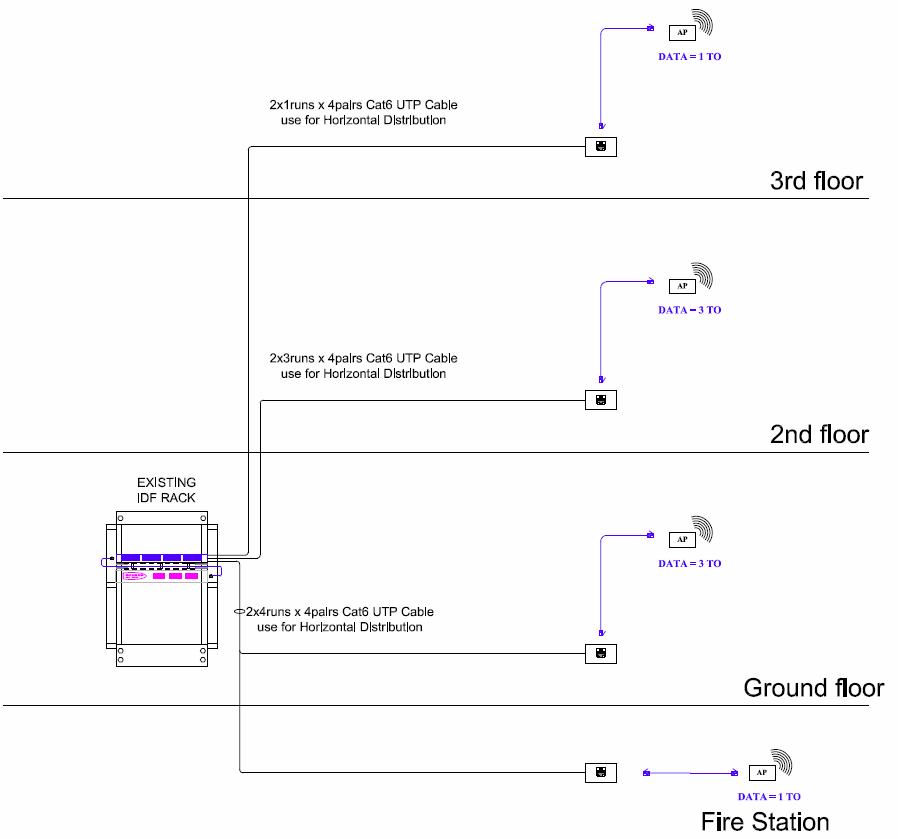 AP
DATA = 1 TO
2x1runs x 4pairs Cat6 UTP Cable
use for Horizontal Distribution
3rd floor
AP
DATA = 3 TO
2x3runs x 4pairs Cat6 UTP Cable
use for Horizontal Distribution
2nd floor
EXISTING
IDF RACK
AP
DATA = 3 TO
2x4runs x 4pairs Cat6 UTP Cable
use for Horizontal Distribution
Ground floor
AP
DATA = 1 TO
Fire Station